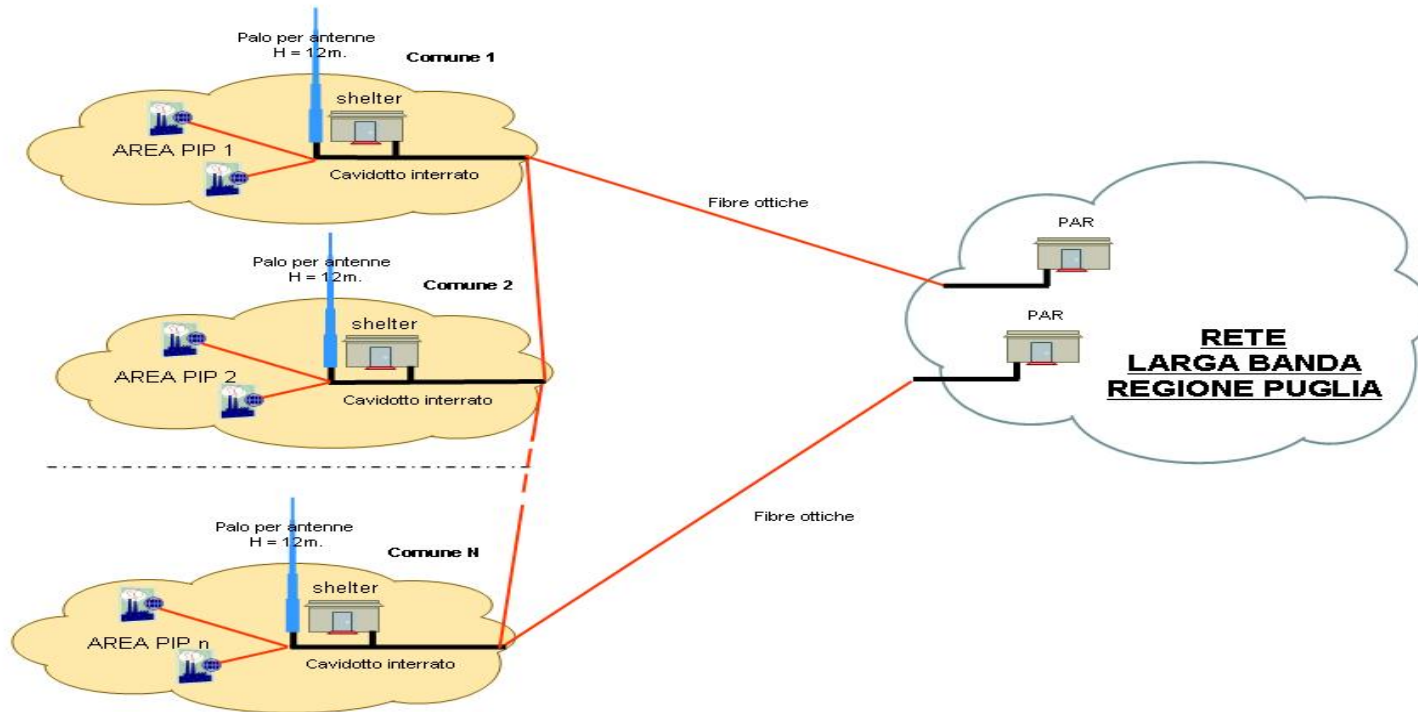 Palo per antenne
H = 12m.
Comune 1
shelter
AREA PIP 1
Cavidotto interrato
Palo per antenne
H = 12m.
Comune 2
shelter
AREA PIP 2
Cavidotto interrato
Palo per antenne
H = 12m.
Comune N
shelter
AREA PIP n
Cavidotto interrato
Fibre ottiche
Fibre ottiche
PAR
PAR
RETE
LARGA BANDA
REGIONE PUGLIA